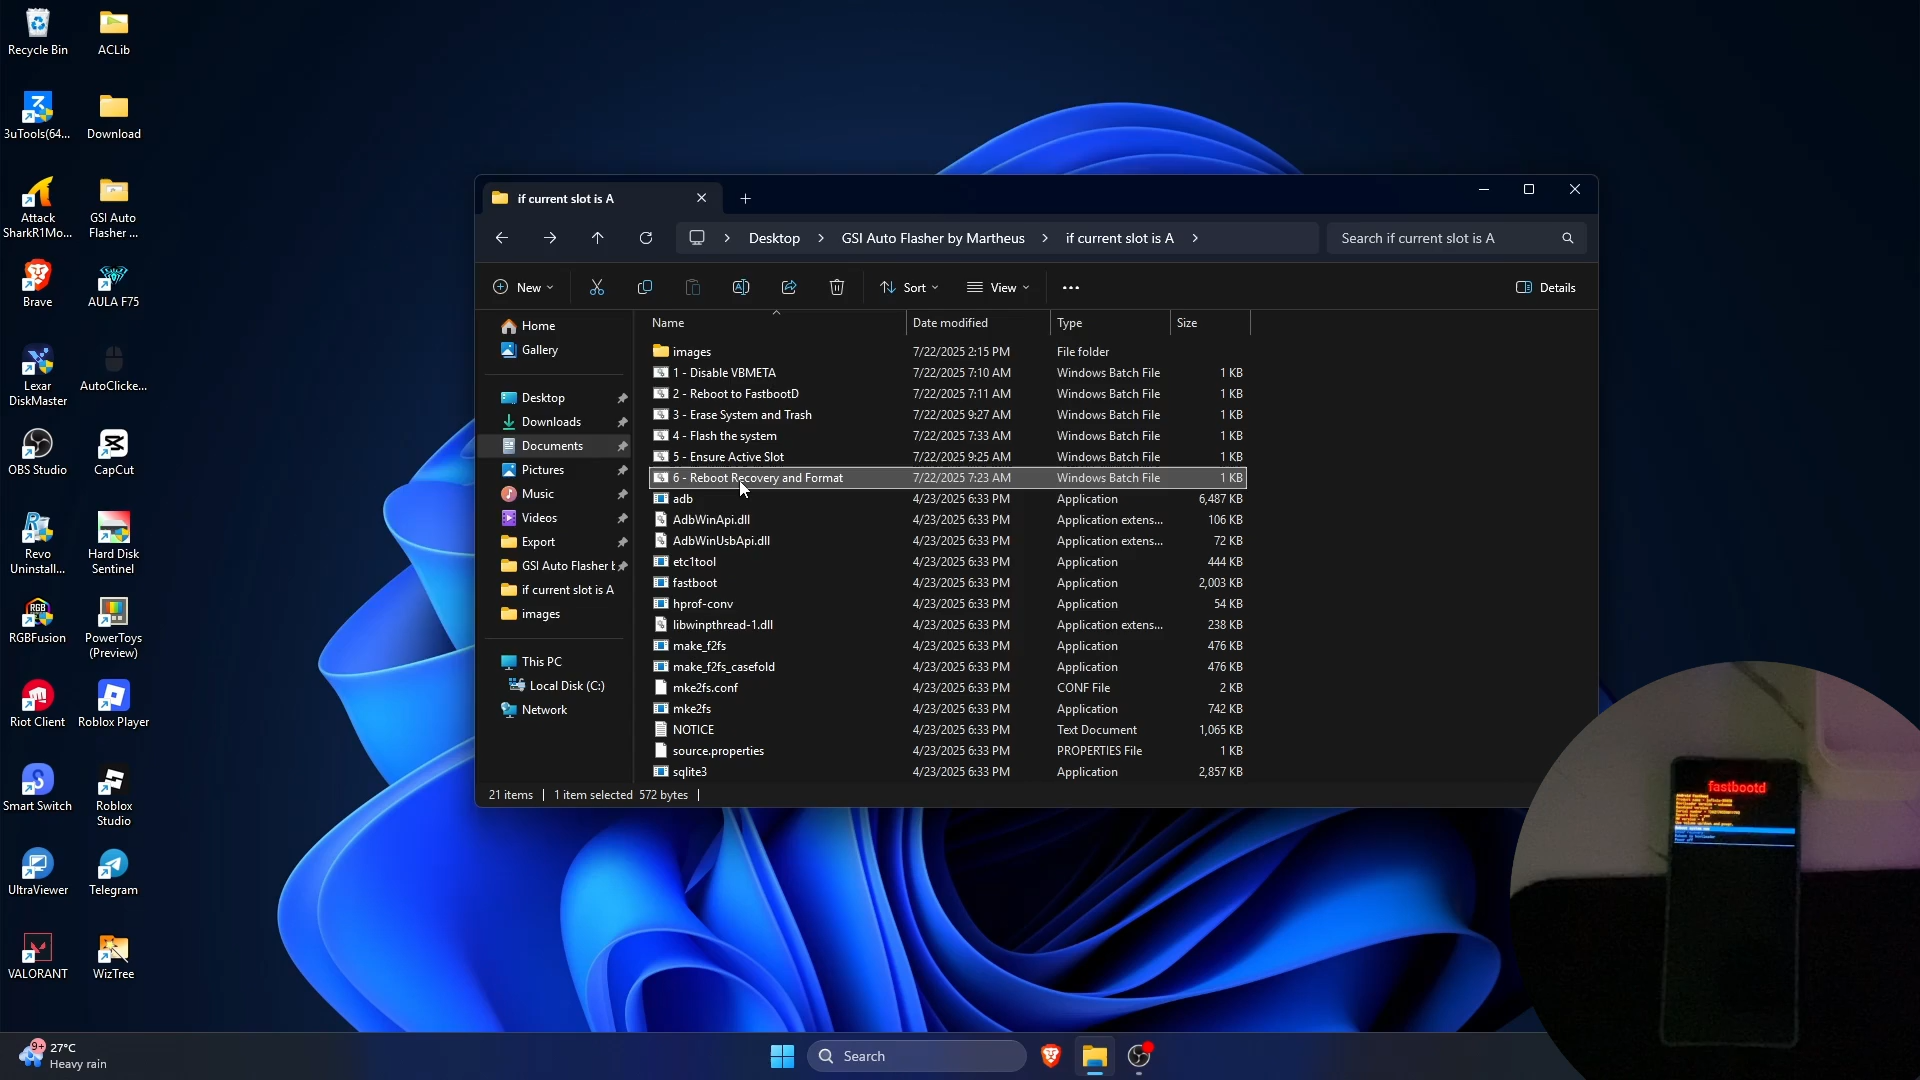 Recycle Bin
ACLib
3uTools(64...
Download
Attack
SharkR1Mo...
GSI Auto
Flasher ...
Brave
AULA F75
Lexar
DiskMaster
AutoClicke...
OBS Studio
CapCut
Revo
Uninstall...
Hard Disk
Sentinel
RGBFusion
PowerToys
(Preview)
Riot Client
Roblox Player
Smart Switch
Roblox
Studio
UltraViewer
Telegram
VALORANT
WizTree
if current slot is A
Desktop
GSI Auto Flasher by Martheus
if current slot is A
Search if current slot is A
New
Sort
View
Details
Home
Gallery
Desktop
Downloads
Documents
Pictures
Music
Videos
Export
GSI Auto Flasher
if current slot is A
images
This PC
Local Disk (C:)
Network
Name Date modified Type Size
images 7/22/2025 2:15 PM File folder
1 - Disable VBMETA 7/22/2025 7:10 AM Windows Batch File 1 KB
2 - Reboot to FastbootD 7/22/2025 7:11 AM Windows Batch File 1 KB
3 - Erase System and Trash 7/22/2025 9:27 AM Windows Batch File 1 KB
4 - Flash the system 7/22/2025 7:33 AM Windows Batch File 1 KB
5 - Ensure Active Slot 7/22/2025 9:25 AM Windows Batch File 1 KB
6 - Reboot Recovery and Format 7/22/2025 7:23 AM Windows Batch File 1 KB
adb 4/23/2025 6:33 PM Application 6,487 KB
AdbWinApi.dll 4/23/2025 6:33 PM Application extens... 106 KB
AdbWinUsbApi.dll 4/23/2025 6:33 PM Application extens... 72 KB
etc1tool 4/23/2025 6:33 PM Application 444 KB
fastboot 4/23/2025 6:33 PM Application 2,003 KB
hprof-conv 4/23/2025 6:33 PM Application 54 KB
libwinpthread-1.dll 4/23/2025 6:33 PM Application extens... 238 KB
make_f2fs 4/23/2025 6:33 PM Application 476 KB
make_f2fs_casefold 4/23/2025 6:33 PM Application 476 KB
mke2fs.conf 4/23/2025 6:33 PM CONF File 2 KB
mke2fs 4/23/2025 6:33 PM Application 742 KB
NOTICE 4/23/2025 6:33 PM Text Document 1,065 KB
source.properties 4/23/2025 6:33 PM PROPERTIES File 1 KB
sqlite3 4/23/2025 6:33 PM Application 2,857 KB
21 items 1 item selected 572 bytes
fastbootd
9+
27°C
Heavy rain
Search